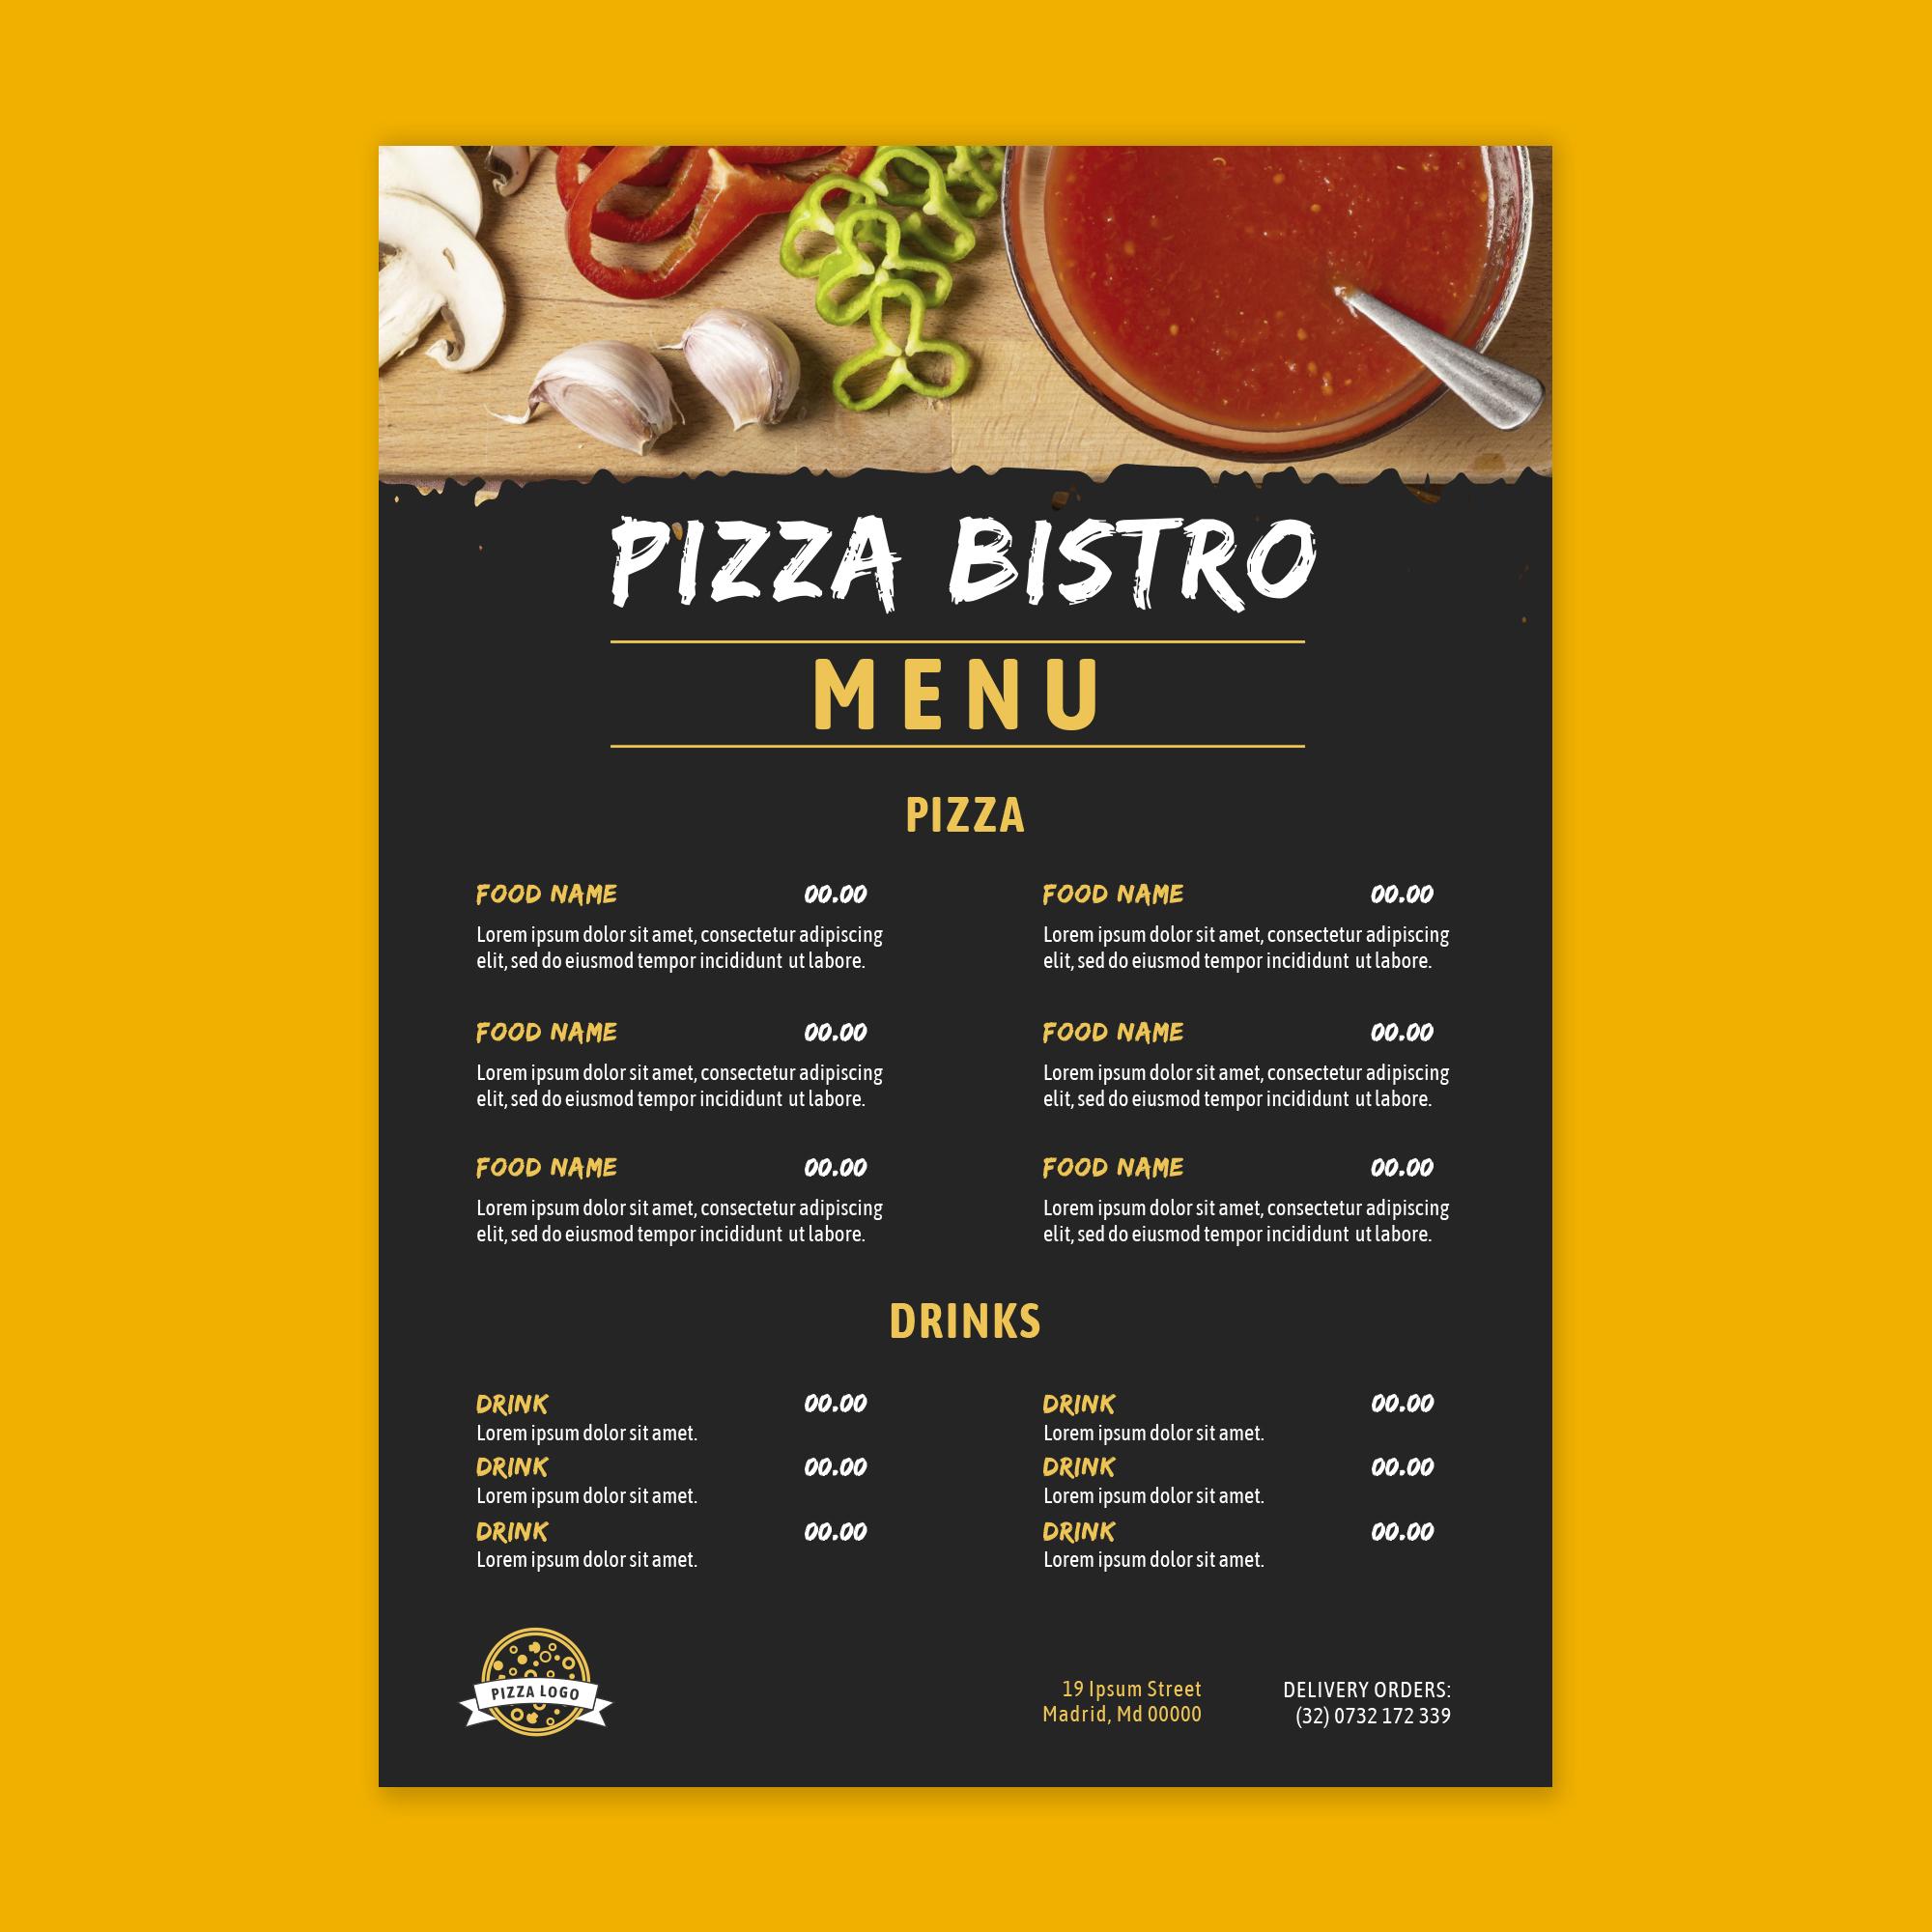 PIZZA BISTRO
MENU
PIZZA
FOOD NAME 00.00
Lorem ipsum dolor sit amet, consectetur adipiscing
elit, sed do eiusmod tempor incididunt ut labore.
FOOD NAME 00.00
Lorem ipsum dolor sit amet, consectetur adipiscing
elit, sed do eiusmod tempor incididunt ut labore.
FOOD NAME 00.00
Lorem ipsum dolor sit amet, consectetur adipiscing
elit, sed do eiusmod tempor incididunt ut labore.
FOOD NAME 00.00
Lorem ipsum dolor sit amet, consectetur adipiscing
elit, sed do eiusmod tempor incididunt ut labore.
FOOD NAME 00.00
Lorem ipsum dolor sit amet, consectetur adipiscing
elit, sed do eiusmod tempor incididunt ut labore.
FOOD NAME 00.00
Lorem ipsum dolor sit amet, consectetur adipiscing
elit, sed do eiusmod tempor incididunt ut labore.
DRINKS
DRINK 00.00
Lorem ipsum dolor sit amet.
DRINK 00.00
Lorem ipsum dolor sit amet.
DRINK 00.00
Lorem ipsum dolor sit amet.
DRINK 00.00
Lorem ipsum dolor sit amet.
DRINK 00.00
Lorem ipsum dolor sit amet.
DRINK 00.00
Lorem ipsum dolor sit amet.
PIZZA LOGO
19 Ipsum Street
Madrid, Md 00000
DELIVERY ORDERS:
(32) 0732 172 339